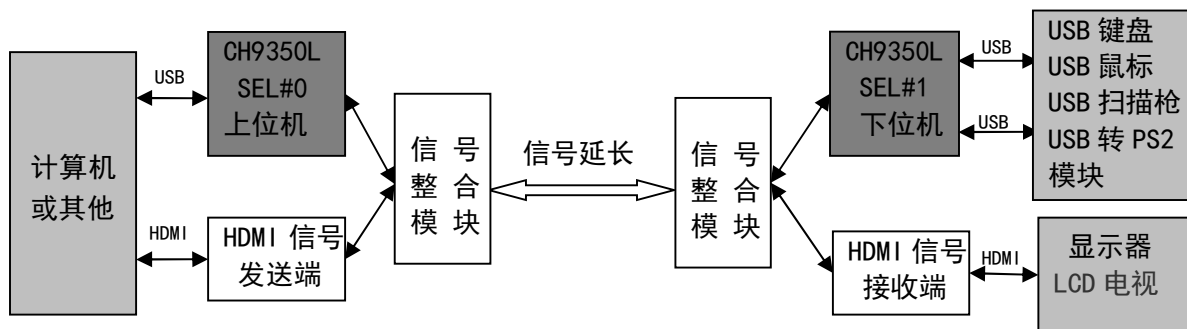 计算机
或其他
USB
HDMI
CH9350L
SEL#0
上位机
HDMI 信号
发送端
信 号
整 合
模 块
信号延长
信 号
整 合
模 块
CH9350L
SEL#1
下位机
HDMI 信号
接收端
USB
USB
HDMI
USB 键盘
USB 鼠标
USB 扫描枪
USB 转 PS2
模块
显示器
LCD 电视